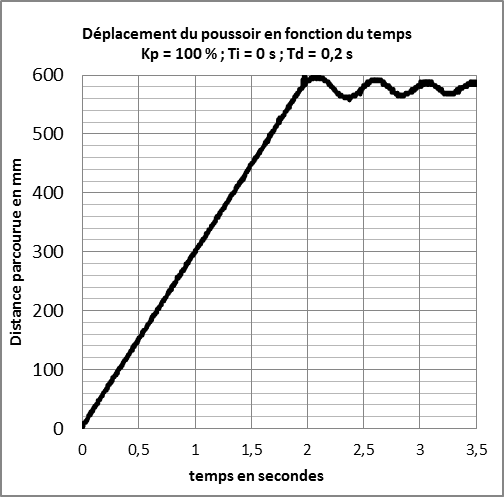 Déplacement du poussoir en fonction du temps
Kp = 100 % ; Ti = 0 s ; Td = 0,2 s
Distance parcourue en mm
600
500
400
300
200
100
0
0 0,5 1 1,5 2 2,5 3 3,5
temps en secondes